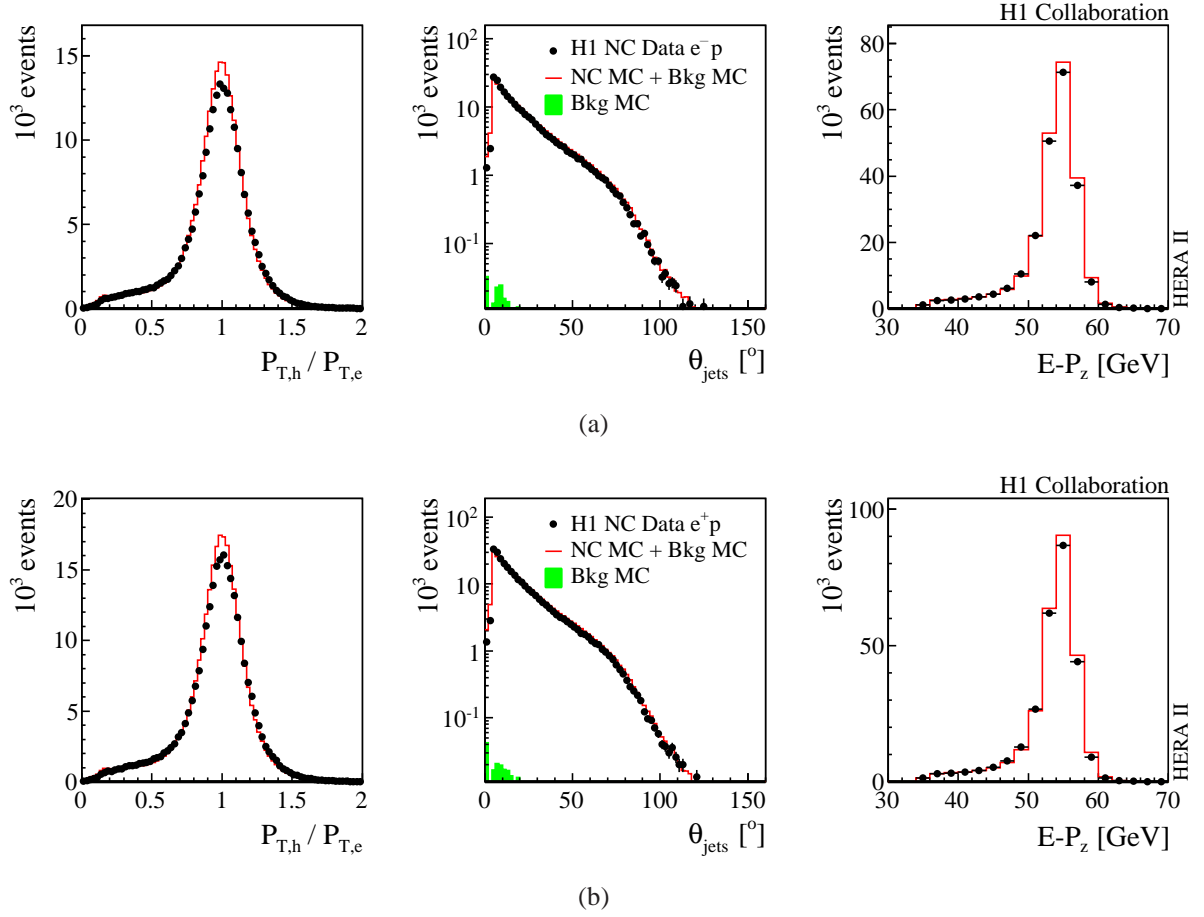 H1 Collaboration
10³ events
15
10
5
0
0 0.5 1 1.5 2
P_T,h / P_T,e
10³ events
10²
10
1
10⁻¹
H1 NC Data e⁻p
NC MC + Bkg MC
Bkg MC
0 50 100 150
θ_jets [°]
10³ events
80
60
40
20
0
30 40 50 60 70
E-P_z [GeV]
HERA II
(a)
H1 Collaboration
10³ events
20
15
10
5
0
0 0.5 1 1.5 2
P_T,h / P_T,e
10³ events
10²
10
1
10⁻¹
H1 NC Data e⁺p
NC MC + Bkg MC
Bkg MC
0 50 100 150
θ_jets [°]
10³ events
100
50
0
30 40 50 60 70
E-P_z [GeV]
HERA II
(b)